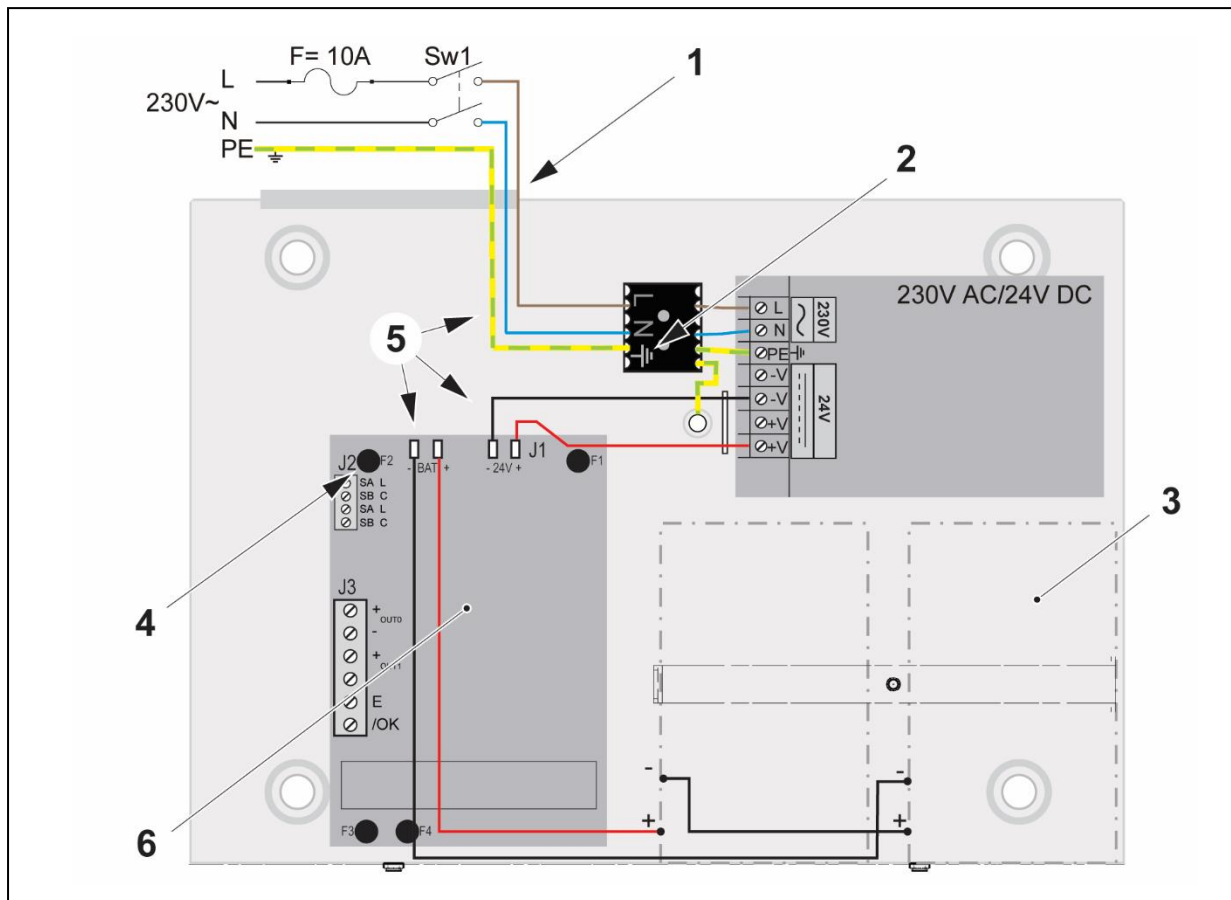 F= 10A
Sw1
1
L
230V~
N
PE
2
230V AC/24V DC
L
N
L
N
PE
-V
-V
+V
+V
230V
24V
5
J1
- BAT +
- 24V +
J2
F2
F1
SA L
SB C
SA L
SB C
3
J3
4
+
OUT0
-
+
OUT1
E
/OK
6
-
+
-
+
F3
F4